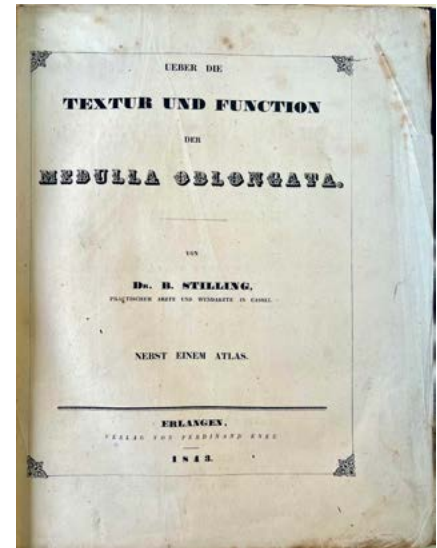 UEBER DIE
TEXTUR UND FUNCTION
DER
MEDULLA OBLONGATA.
VON
DR. B. STILLING,
PRACTISCHEM ARZTE UND WUNDARZTE IN CASSEL.
NEBST EINEM ATLAS.
ERLANGEN,
VERLAG VON FERDINAND ENKE
1843.